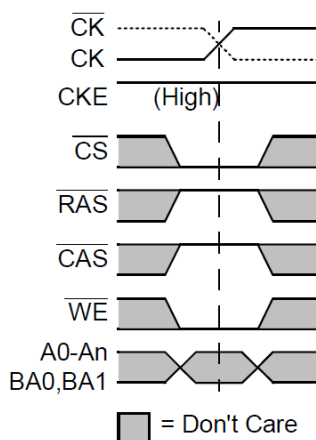 CK
CK
CKE (High)
CS
RAS
CAS
WE
A0-An
BA0,BA1
= Don't Care